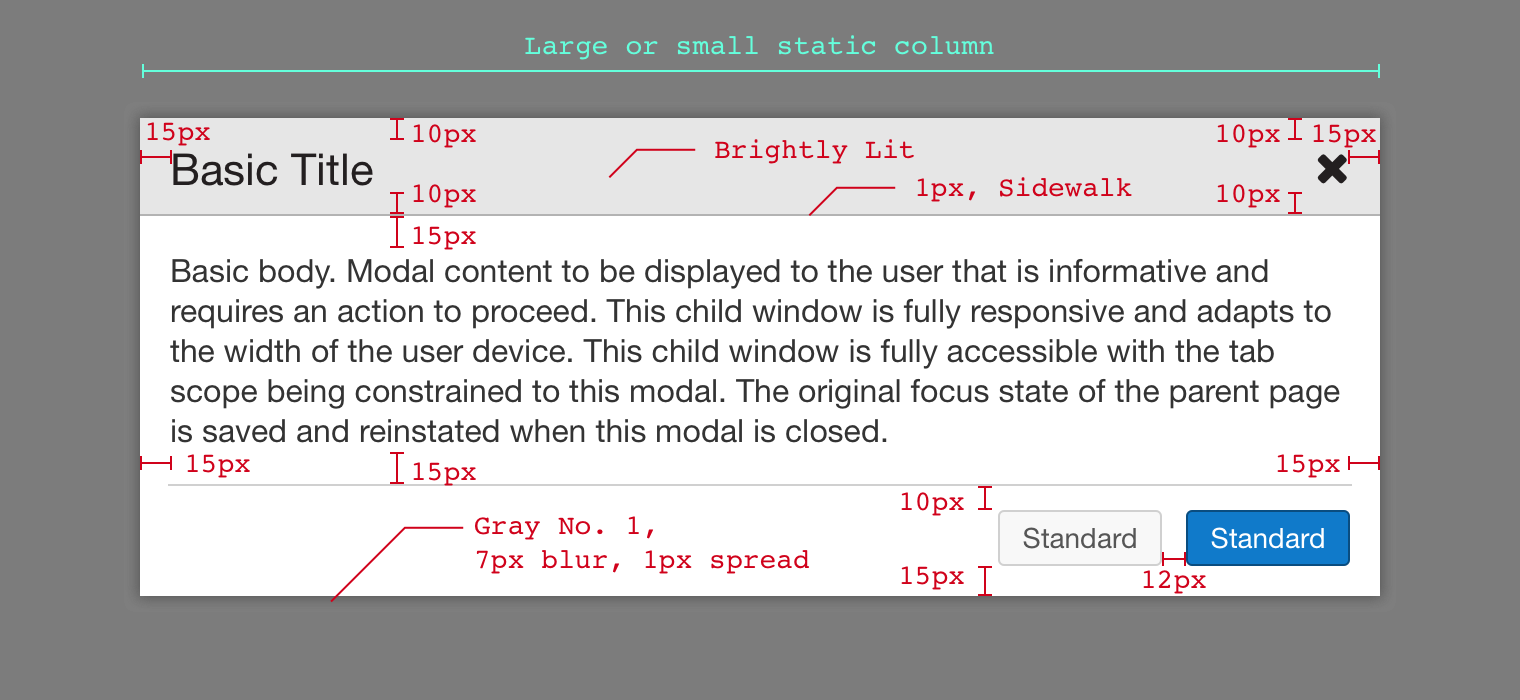 Large or small static column
15px
10px
Brightly Lit
10px
15px
Basic Title
10px
1px, Sidewalk
10px
15px
Basic body. Modal content to be displayed to the user that is informative and
requires an action to proceed. This child window is fully responsive and adapts to
the width of the user device. This child window is fully accessible with the tab
scope being constrained to this modal. The original focus state of the parent page
is saved and reinstated when this modal is closed.
15px
15px
15px
10px
Gray No. 1,
7px blur, 1px spread
Standard
Standard
15px
12px